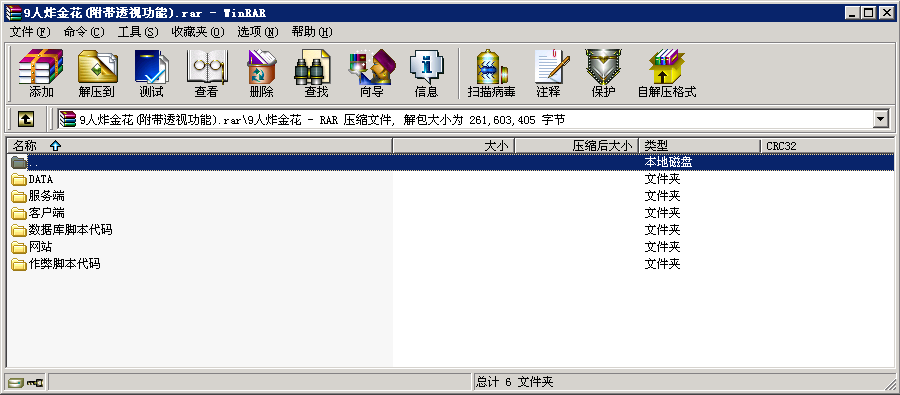 9人炸金花(附带透视功能).rar - WinRAR
文件(F) 命令(C) 工具(S) 收藏夹(O) 选项(N) 帮助(H)
添加 解压到 测试 查看 删除 查找 向导 信息 扫描病毒 注释 保护 自解压格式
9人炸金花(附带透视功能).rar\9人炸金花 - RAR 压缩文件, 解包大小为 261,603,405 字节
名称 大小 压缩后大小 类型 CRC32
.. 本地磁盘
DATA 文件夹
服务端 文件夹
客户端 文件夹
数据库脚本代码 文件夹
网站 文件夹
作弊脚本代码 文件夹
总计 6 文件夹